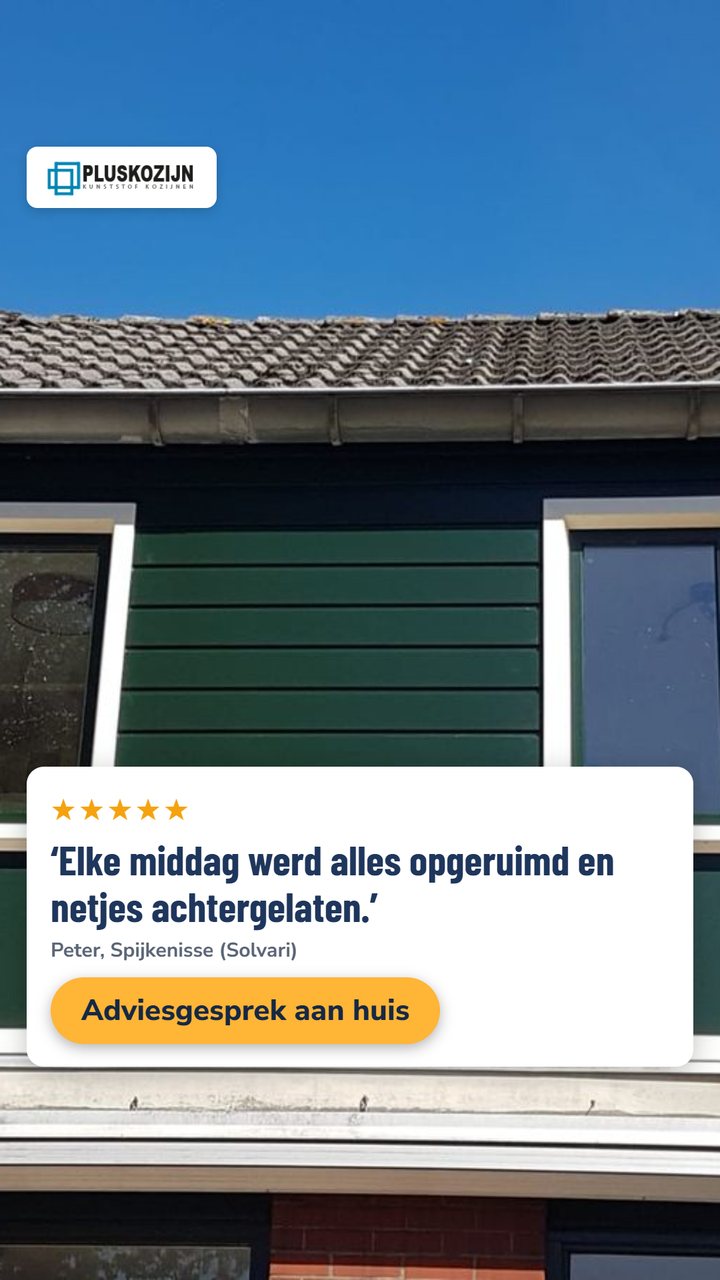 PLUSKOZIJN
KUNSTSTOF KOZIJNEN
‘Elke middag werd alles opgeruimd en
netjes achtergelaten.’
Peter, Spijkenisse (Solvari)
Adviesgesprek aan huis